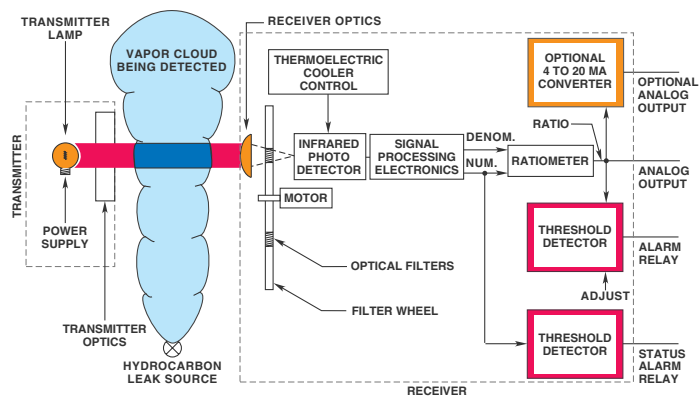 TRANSMITTER
LAMP
RECEIVER OPTICS
VAPOR CLOUD
BEING DETECTED
THERMOELECTRIC
COOLER
CONTROL
OPTIONAL
4 TO 20 MA
CONVERTER
OPTIONAL
ANALOG
OUTPUT
TRANSMITTER
INFRARED
PHOTO
DETECTOR
SIGNAL
PROCESSING
ELECTRONICS
DENOM.
NUM.
RATIO
RATIOMETER
ANALOG
OUTPUT
MOTOR
POWER
SUPPLY
THRESHOLD
DETECTOR
ALARM
RELAY
OPTICAL FILTERS
ADJUST
FILTER WHEEL
TRANSMITTER
OPTICS
THRESHOLD
DETECTOR
STATUS
ALARM
RELAY
HYDROCARBON
LEAK SOURCE
RECEIVER